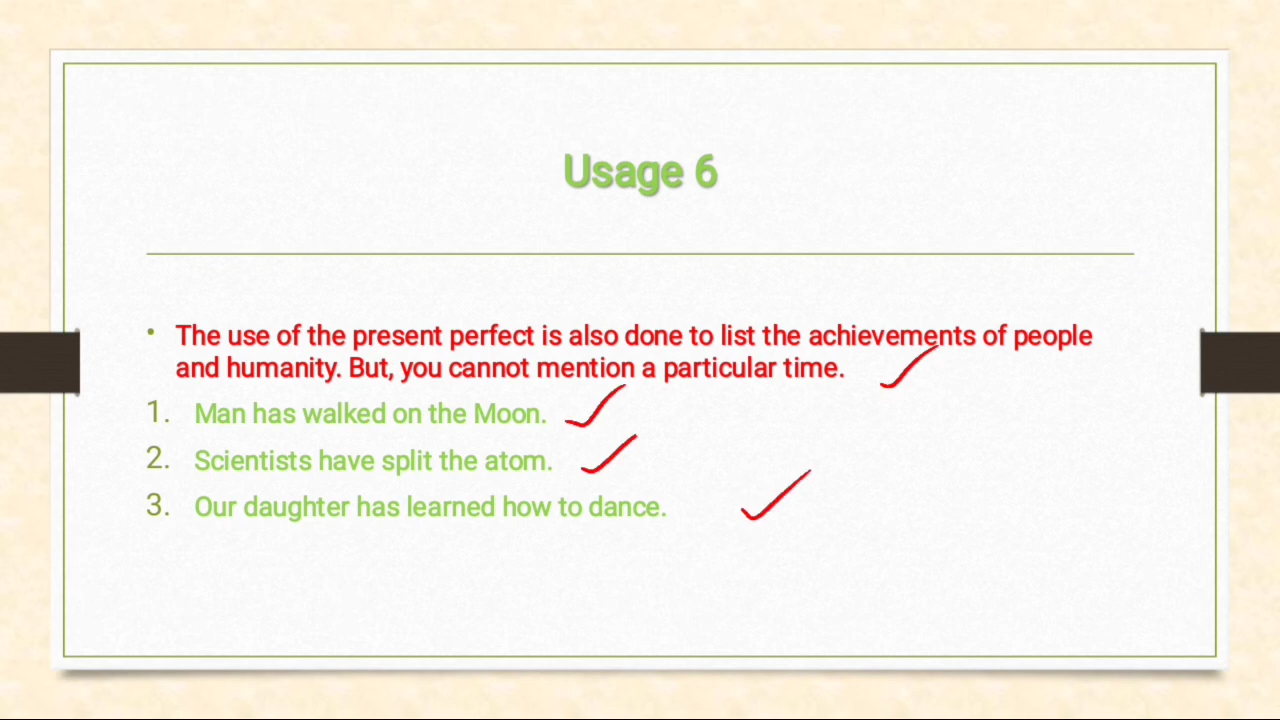 Usage 6
• The use of the present perfect is also done to list the achievements of people
and humanity. But, you cannot mention a particular time.
1. Man has walked on the Moon.
2. Scientists have split the atom.
3. Our daughter has learned how to dance.